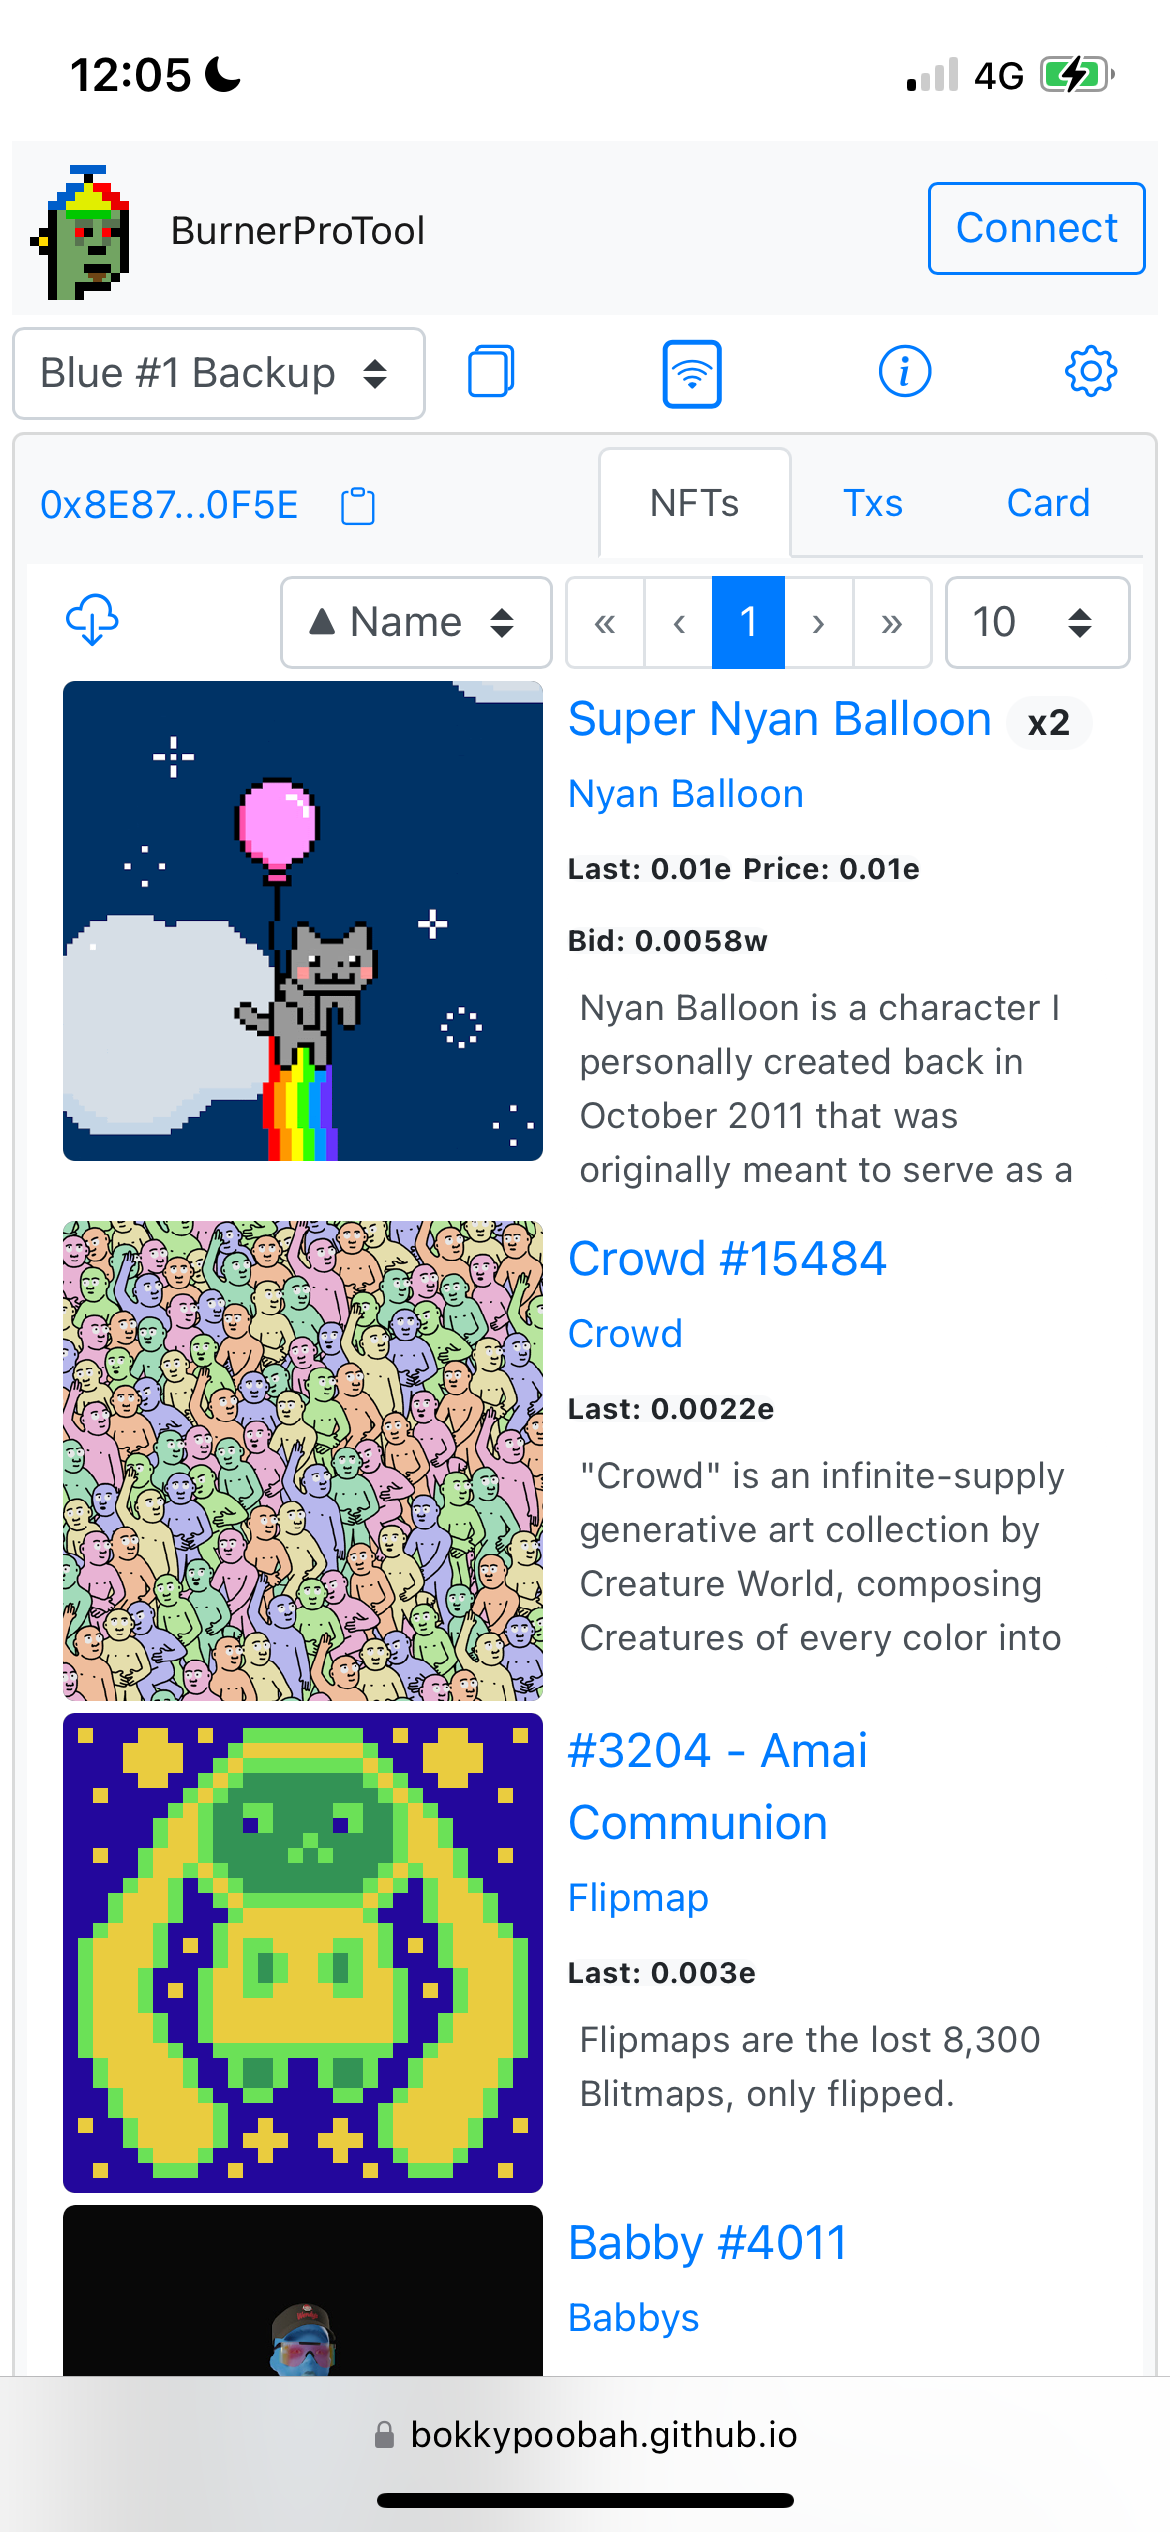 12:05
4G
BurnerProTool
Connect
Blue #1 Backup
0x8E87...0F5E
NFTs
Txs
Card
▲ Name
«
‹
1
›
»
10
Super Nyan Balloon x2
Nyan Balloon
Last: 0.01e Price: 0.01e
Bid: 0.0058w
Nyan Balloon is a character I
personally created back in
October 2011 that was
originally meant to serve as a
Crowd #15484
Crowd
Last: 0.0022e
"Crowd" is an infinite-supply
generative art collection by
Creature World, composing
Creatures of every color into
#3204 - Amai
Communion
Flipmap
Last: 0.003e
Flipmaps are the lost 8,300
Blitmaps, only flipped.
Babby #4011
Babbys
bokkypoobah.github.io